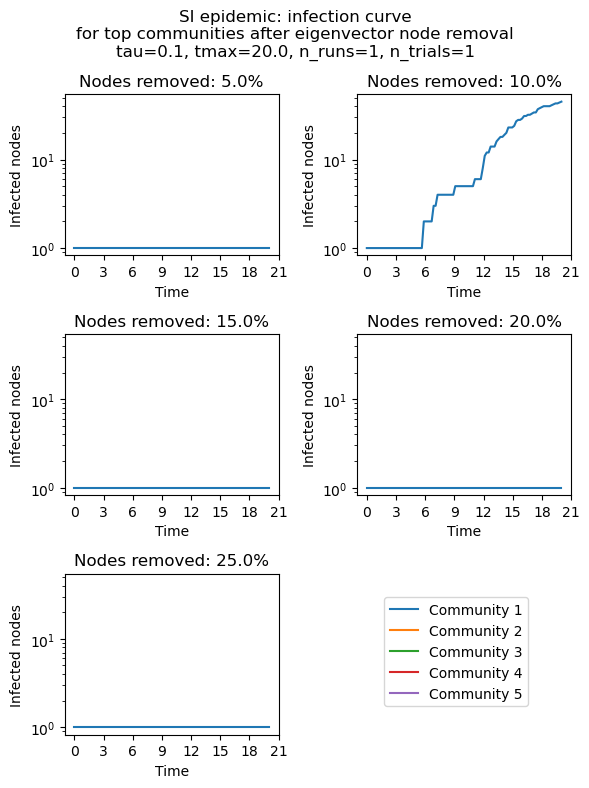 SI epidemic: infection curve
for top communities after eigenvector node removal
tau=0.1, tmax=20.0, n_runs=1, n_trials=1
Nodes removed: 5.0%
Infected nodes
10¹
10⁰
0 3 6 9 12 15 18 21
Time
Nodes removed: 10.0%
Infected nodes
10¹
10⁰
0 3 6 9 12 15 18 21
Time
Nodes removed: 15.0%
Infected nodes
10¹
10⁰
0 3 6 9 12 15 18 21
Time
Nodes removed: 20.0%
Infected nodes
10¹
10⁰
0 3 6 9 12 15 18 21
Time
Nodes removed: 25.0%
Infected nodes
10¹
10⁰
0 3 6 9 12 15 18 21
Time
Community 1
Community 2
Community 3
Community 4
Community 5